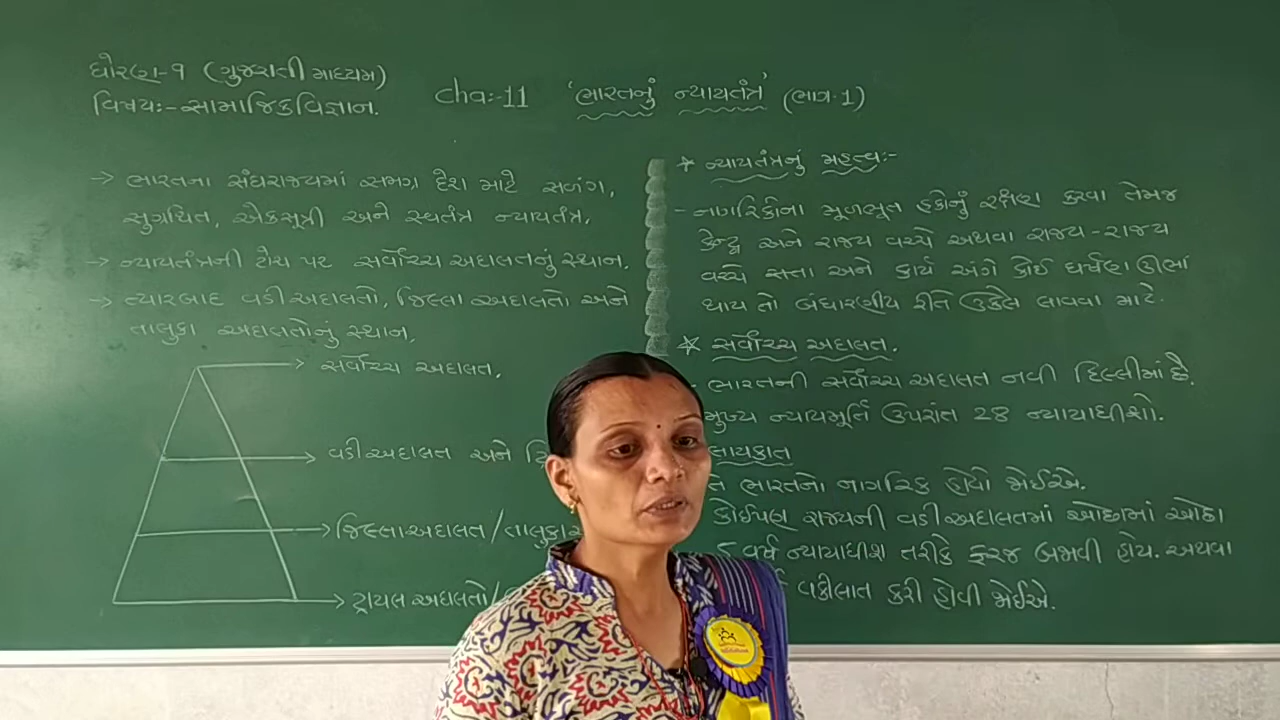 ધોરણ-૧ (ગુજરાતી માધ્યમ)
વિષયઃ-સામાજિકવિજ્ઞાન.
cha:-11 'ભારતનું ન્યાયતંત્ર' (ભાગ-1)
→ ભારતના સંઘરાજ્યમાં સમગ્ર દેશ માટે સળંગ,
સુગ્રથિત, એકસૂત્રી અને સ્વતંત્ર ન્યાયતંત્ર.
→ ન્યાયતંત્રની ટોચ પર સર્વોચ્ચ અદાલતનું સ્થાન.
→ ત્યારબાદ વડીઅદાલતો, જિલ્લા અદાલતો અને
તાલુકા અદાલતોનું સ્થાન.
→ સર્વોચ્ચ અદાલત.
→ વડીઅદાલત અને
→ જિલ્લાઅદાલત/તાલુકા
→ ટ્રાયલ અદાલતો/
* ન્યાયતંત્રનું મહત્વઃ-
- નાગરિકોના મૂળભૂત હકોનું રક્ષણ કરવા તેમજ
કેન્દ્ર અને રાજ્ય વચ્ચે અથવા રાજ્ય-રાજ્ય
વચ્ચે સત્તા અને કાર્ય અંગે કોઈ ઘર્ષણ ઊભાં
થાય તો બંધારણીય રીતે ઉકેલ લાવવા માટે.
* સર્વોચ્ચ અદાલત.
- ભારતની સર્વોચ્ચ અદાલત નવી દિલ્લીમાં છે.
મુખ્ય ન્યાયમૂર્તિ ઉપરાંત 28 ન્યાયાધીશો.
લાયકાત
તે ભારતનો નાગરિક હોવો જોઈએ.
કોઈપણ રાજ્યની વડીઅદાલતમાં ઓછામાં ઓછા
૫ વર્ષ ન્યાયાધીશ તરીકે ફરજ બજાવી હોય. અથવા
વકીલાત કરી હોવી જોઈએ.